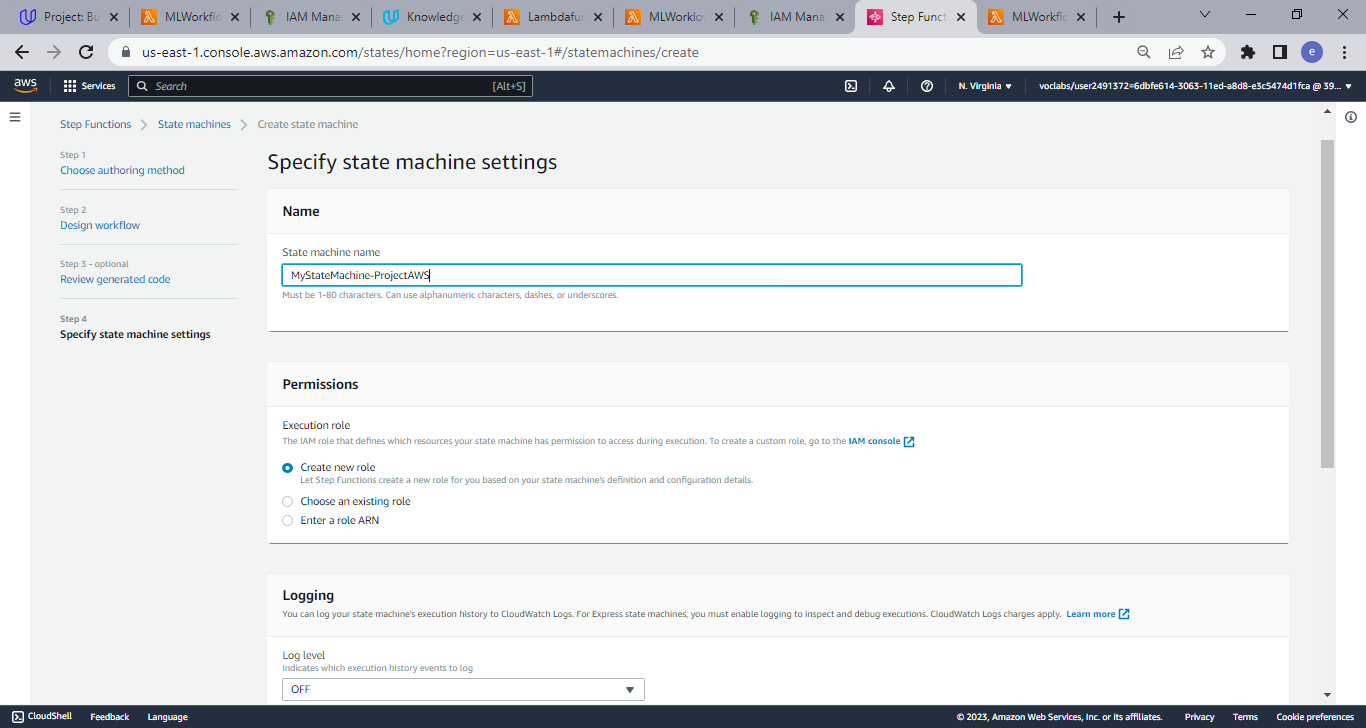 Project: Bu
MLWorkflo
IAM Mana
Knowledge
Lambdafur
MLWorklov
IAM Mana
Step Funct
MLWorkflo
us-east-1.console.aws.amazon.com/states/home?region=us-east-1#/statemachines/create
e
aws
Services
Search
[Alt+S]
N. Virginia
voclabs/user2491372=6dbfe614-3063-11ed-a8d8-e3c5474d1fca @ 39...
Step Functions
State machines
Create state machine
Step 1
Choose authoring method
Step 2
Design workflow
Step 3 - optional
Review generated code
Step 4
Specify state machine settings
Specify state machine settings
Name
State machine name
MyStateMachine-ProjectAWS
Must be 1-80 characters. Can use alphanumeric characters, dashes, or underscores.
Permissions
Execution role
The IAM role that defines which resources your state machine has permission to access during execution. To create a custom role, go to the IAM console
Create new role
Let Step Functions create a new role for you based on your state machine's definition and configuration details.
Choose an existing role
Enter a role ARN
Logging
You can log your state machine's execution history to CloudWatch Logs. For Express state machines, you must enable logging to inspect and debug executions. CloudWatch Logs charges apply. Learn more
Log level
Indicates which execution history events to log
OFF
CloudShell
Feedback
Language
© 2023, Amazon Web Services, Inc. or its affiliates.
Privacy
Terms
Cookie preferences